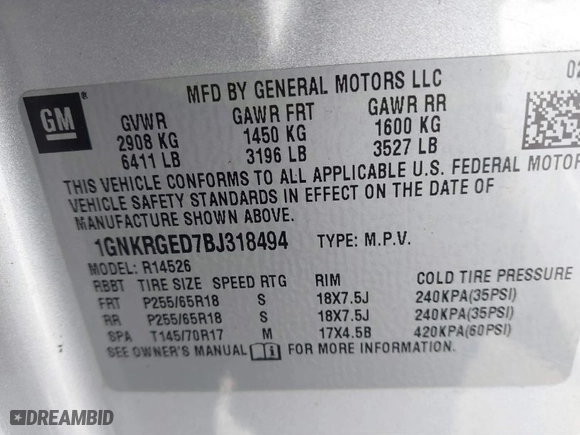 MFD BY GENERAL MOTORS LLC 02
GM ®
GVWR GAWR FRT GAWR RR
2908 KG 1450 KG 1600 KG
6411 LB 3196 LB 3527 LB
THIS VEHICLE CONFORMS TO ALL APPLICABLE U.S. FEDERAL MOTOR
VEHICLE SAFETY STANDARDS IN EFFECT ON THE DATE OF
MANUFACTURE SHOWN ABOVE.
1GNKRGED7BJ318494 TYPE: M.P.V.
MODEL: R14526
RBBT TIRE SIZE SPEED RTG RIM COLD TIRE PRESSURE
FRT P255/65R18 S 18X7.5J 240KPA(35PSI)
RR P255/65R18 S 18X7.5J 240KPA(35PSI)
SPA T145/70R17 M 17X4.5B 420KPA(60PSI)
SEE OWNER'S MANUAL i FOR MORE INFORMATION.
DREAMBID